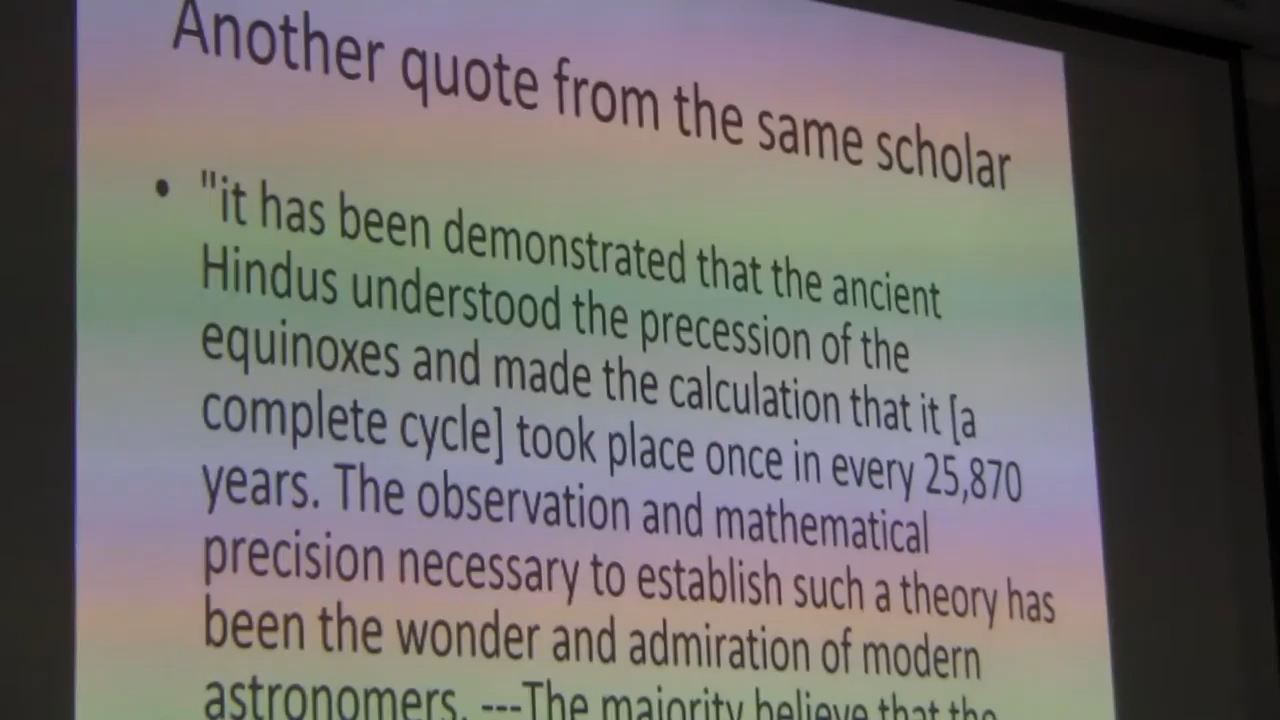 Another quote from the same scholar
• "it has been demonstrated that the ancient
Hindus understood the precession of the
equinoxes and made the calculation that it [a
complete cycle] took place once in every 25,870
years. The observation and mathematical
precision necessary to establish such a theory has
been the wonder and admiration of modern
astronomers. ---The majority believe that the